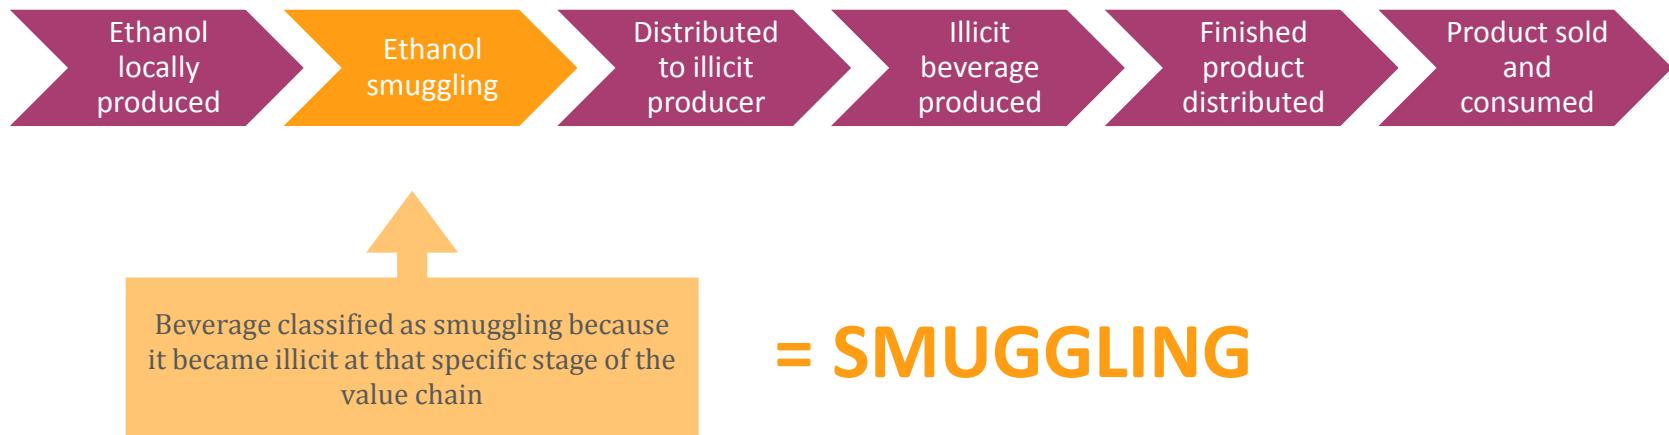 Ethanol
locally
produced
Ethanol
smuggling
Distributed
to illicit
producer
Illicit
beverage
produced
Finished
product
distributed
Product sold
and
consumed
Beverage classified as smuggling because
it became illicit at that specific stage of the
value chain
= SMUGGLING